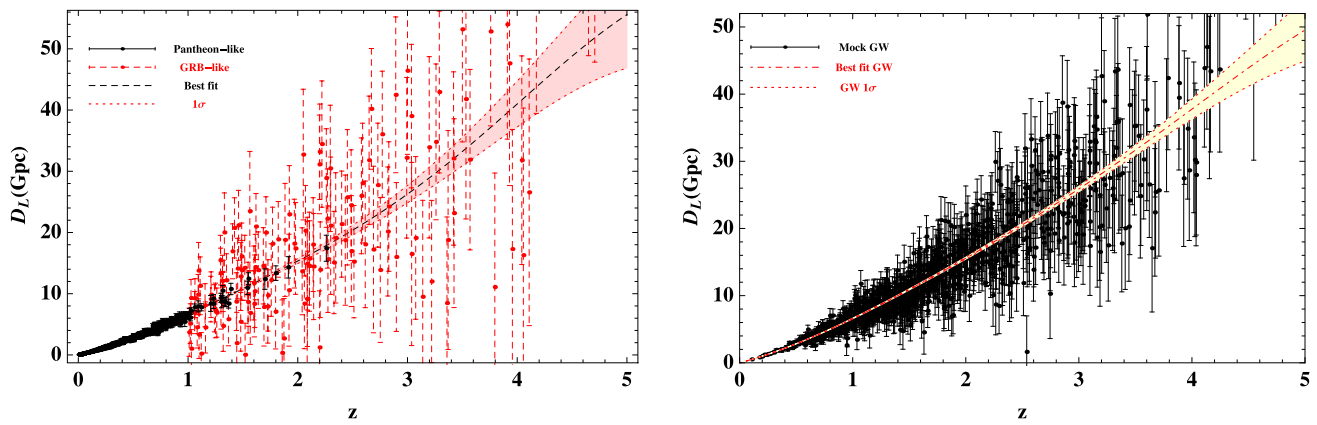 Pantheon-like
GRB-like
Best fit
1σ
D_L(Gpc)
50
40
30
20
10
0
0 1 2 3 4 5
z
Mock GW
Best fit GW
GW 1σ
D_L(Gpc)
50
40
30
20
10
0
0 1 2 3 4 5
z